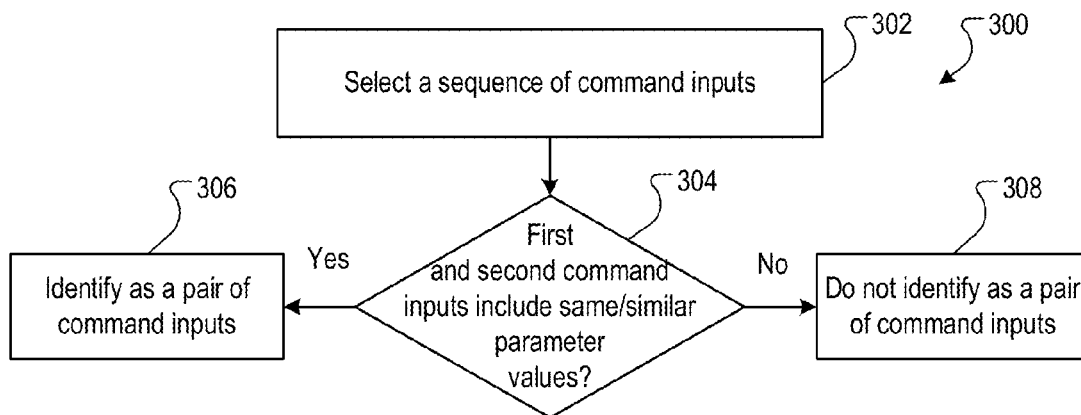 302
300
Select a sequence of command inputs
306
304
308
Yes
First
and second command
inputs include same/similar
parameter
values?
No
Identify as a pair of
command inputs
Do not identify as a pair
of command inputs